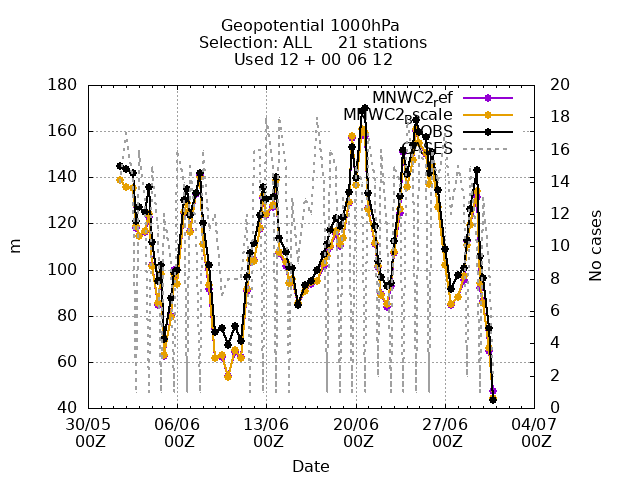 Geopotential 1000hPa
Selection: ALL 21 stations
Used 12 + 00 06 12
MNWC2ref
MNWC2Bscale
OBS
CASES
180
160
140
120
100
80
60
40
m
20
18
16
14
12
10
8
6
4
2
0
No cases
30/05 06/06 13/06 20/06 27/06 04/07
00Z 00Z 00Z 00Z 00Z 00Z
Date